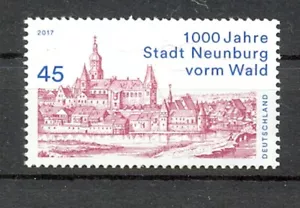 2017
1000 Jahre
Stadt Neunburg
vorm Wald
45
DEUTSCHLAND